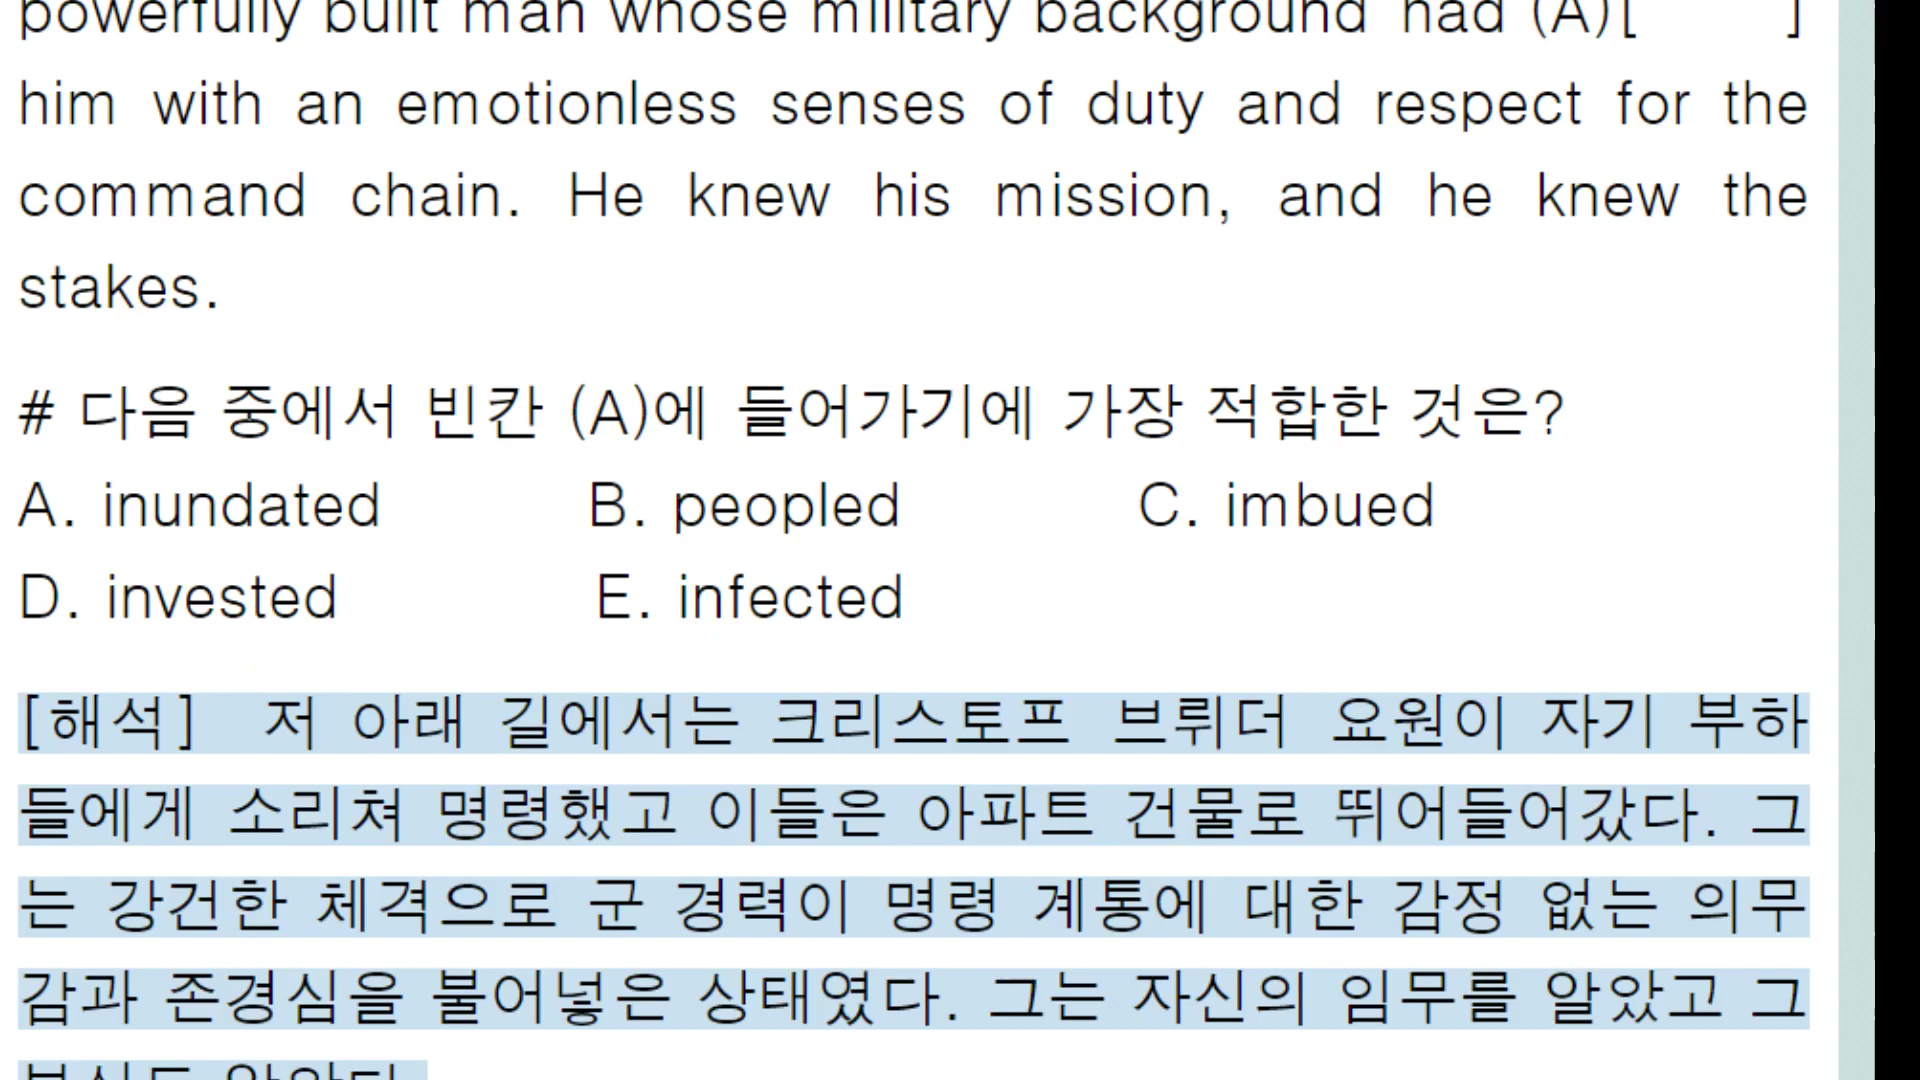 powerfully built man whose military background had (A)[ ]
him with an emotionless senses of duty and respect for the
command chain. He knew his mission, and he knew the
stakes.
# 다음 중에서 빈칸 (A)에 들어가기에 가장 적합한 것은?
A. inundated B. peopled C. imbued
D. invested E. infected
[해석] 저 아래 길에서는 크리스토프 브뤼더 요원이 자기 부하
들에게 소리쳐 명령했고 이들은 아파트 건물로 뛰어들어갔다. 그
는 강건한 체격으로 군 경력이 명령 계통에 대한 감정 없는 의무
감과 존경심을 불어넣은 상태였다. 그는 자신의 임무를 알았고 그